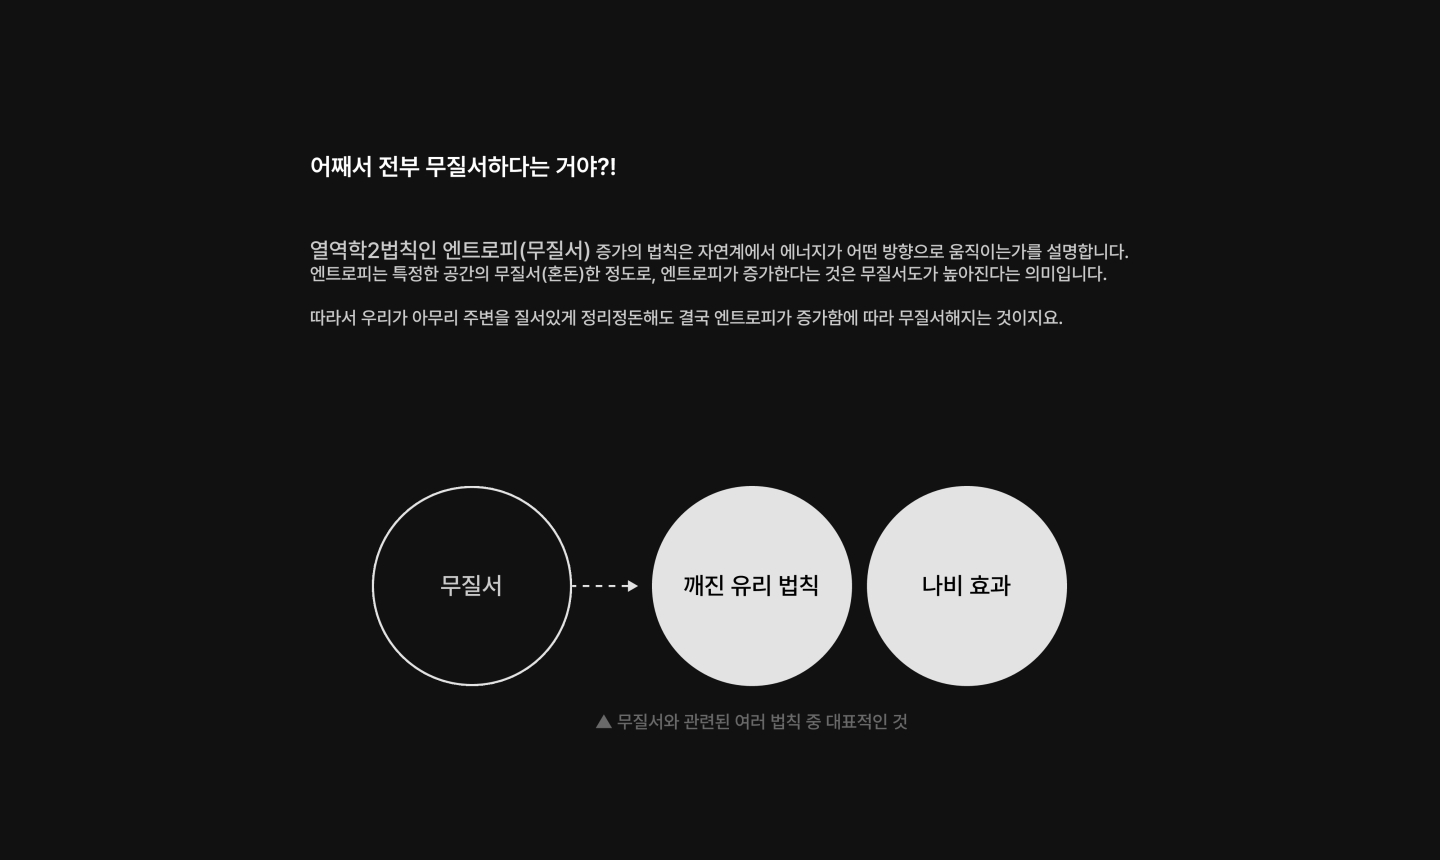 어째서 전부 무질서하다는 거야?!
열역학2법칙인 엔트로피(무질서) 증가의 법칙은 자연계에서 에너지가 어떤 방향으로 움직이는가를 설명합니다.
엔트로피는 특정한 공간의 무질서(혼돈)한 정도로, 엔트로피가 증가한다는 것은 무질서도가 높아진다는 의미입니다.
따라서 우리가 아무리 주변을 질서있게 정리정돈해도 결국 엔트로피가 증가함에 따라 무질서해지는 것이지요.
무질서
깨진 유리 법칙
나비 효과
▲ 무질서와 관련된 여러 법칙 중 대표적인 것